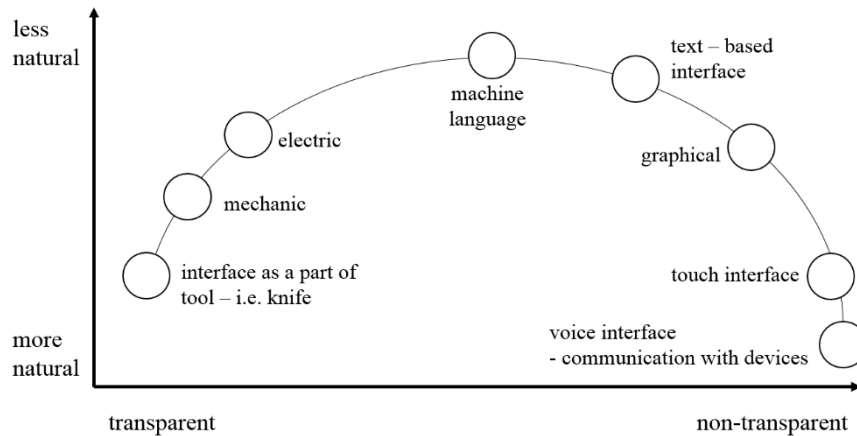 less
natural
text – based
interface
machine
language
electric
graphical
mechanic
interface as a part of
tool – i.e. knife
touch interface
voice interface
- communication with devices
more
natural
transparent
non-transparent